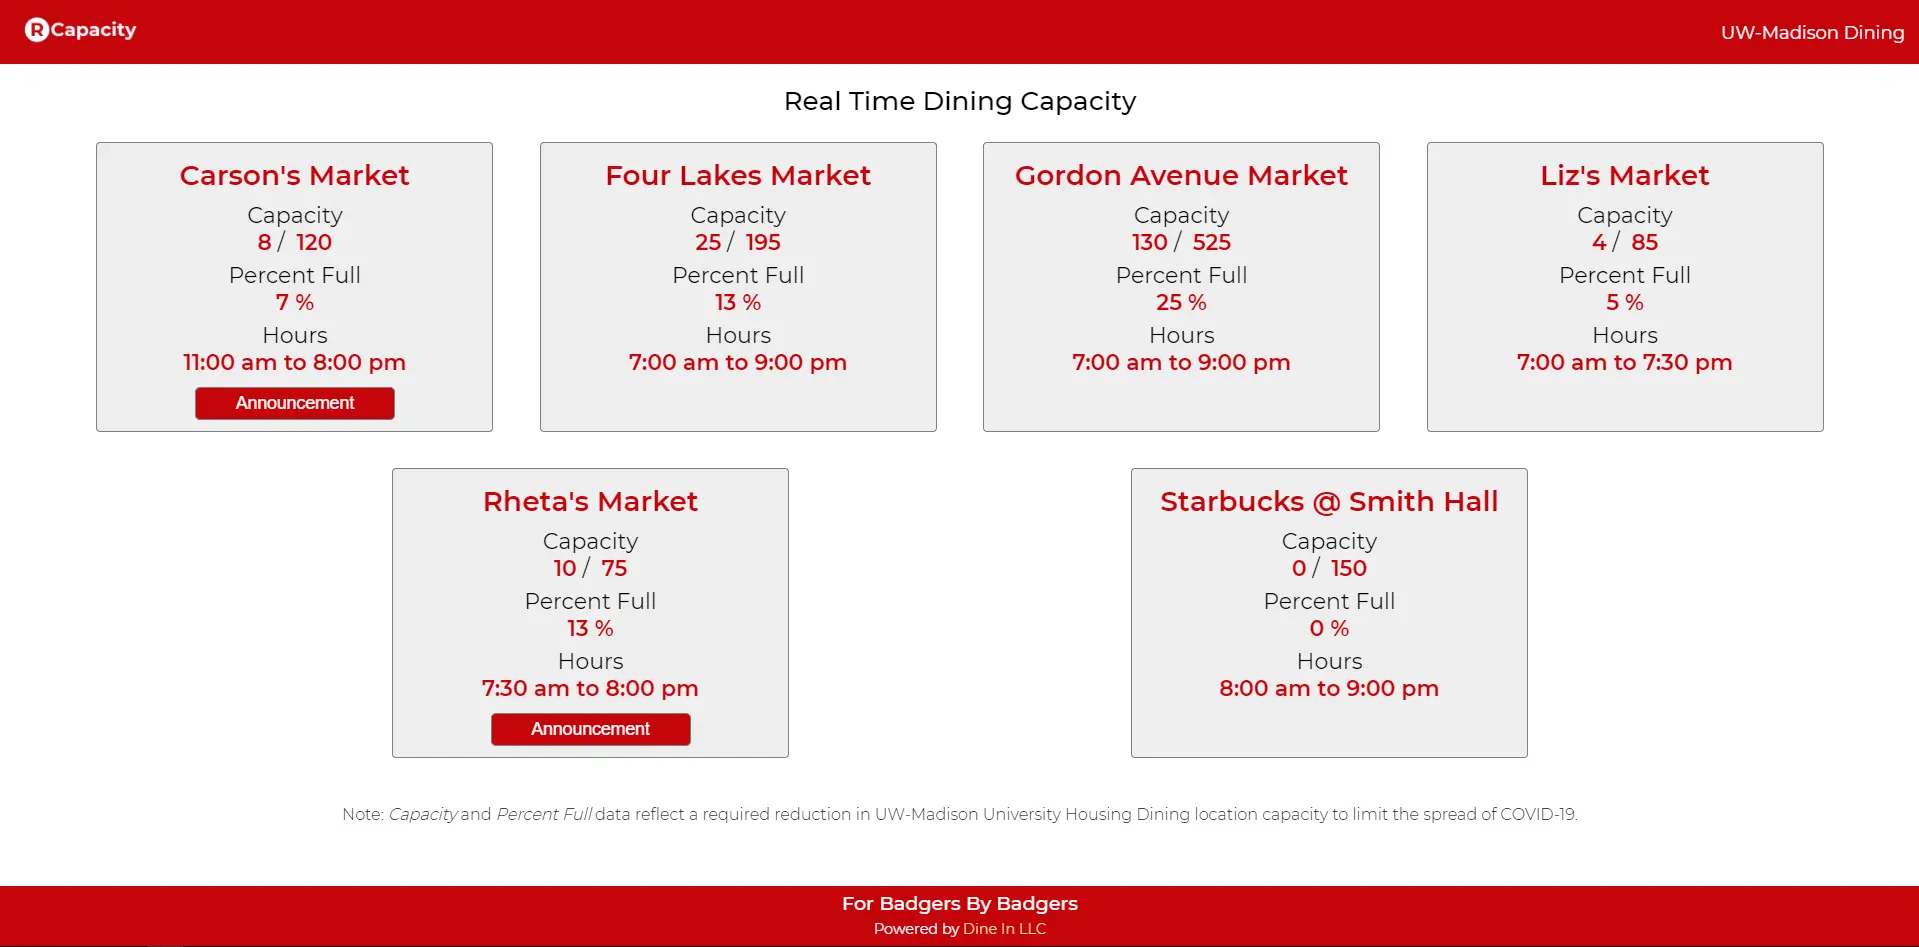 RCapacity
UW-Madison Dining
Real Time Dining Capacity
Carson's Market
Capacity
8 / 120
Percent Full
7 %
Hours
11:00 am to 8:00 pm
Announcement
Four Lakes Market
Capacity
25 / 195
Percent Full
13 %
Hours
7:00 am to 9:00 pm
Gordon Avenue Market
Capacity
130 / 525
Percent Full
25 %
Hours
7:00 am to 9:00 pm
Liz's Market
Capacity
4 / 85
Percent Full
5 %
Hours
7:00 am to 7:30 pm
Rheta's Market
Capacity
10 / 75
Percent Full
13 %
Hours
7:30 am to 8:00 pm
Announcement
Starbucks @ Smith Hall
Capacity
0 / 150
Percent Full
0 %
Hours
8:00 am to 9:00 pm
Note: Capacity and Percent Full data reflect a required reduction in UW-Madison University Housing Dining location capacity to limit the spread of COVID-19.
For Badgers By Badgers
Powered by Dine In LLC